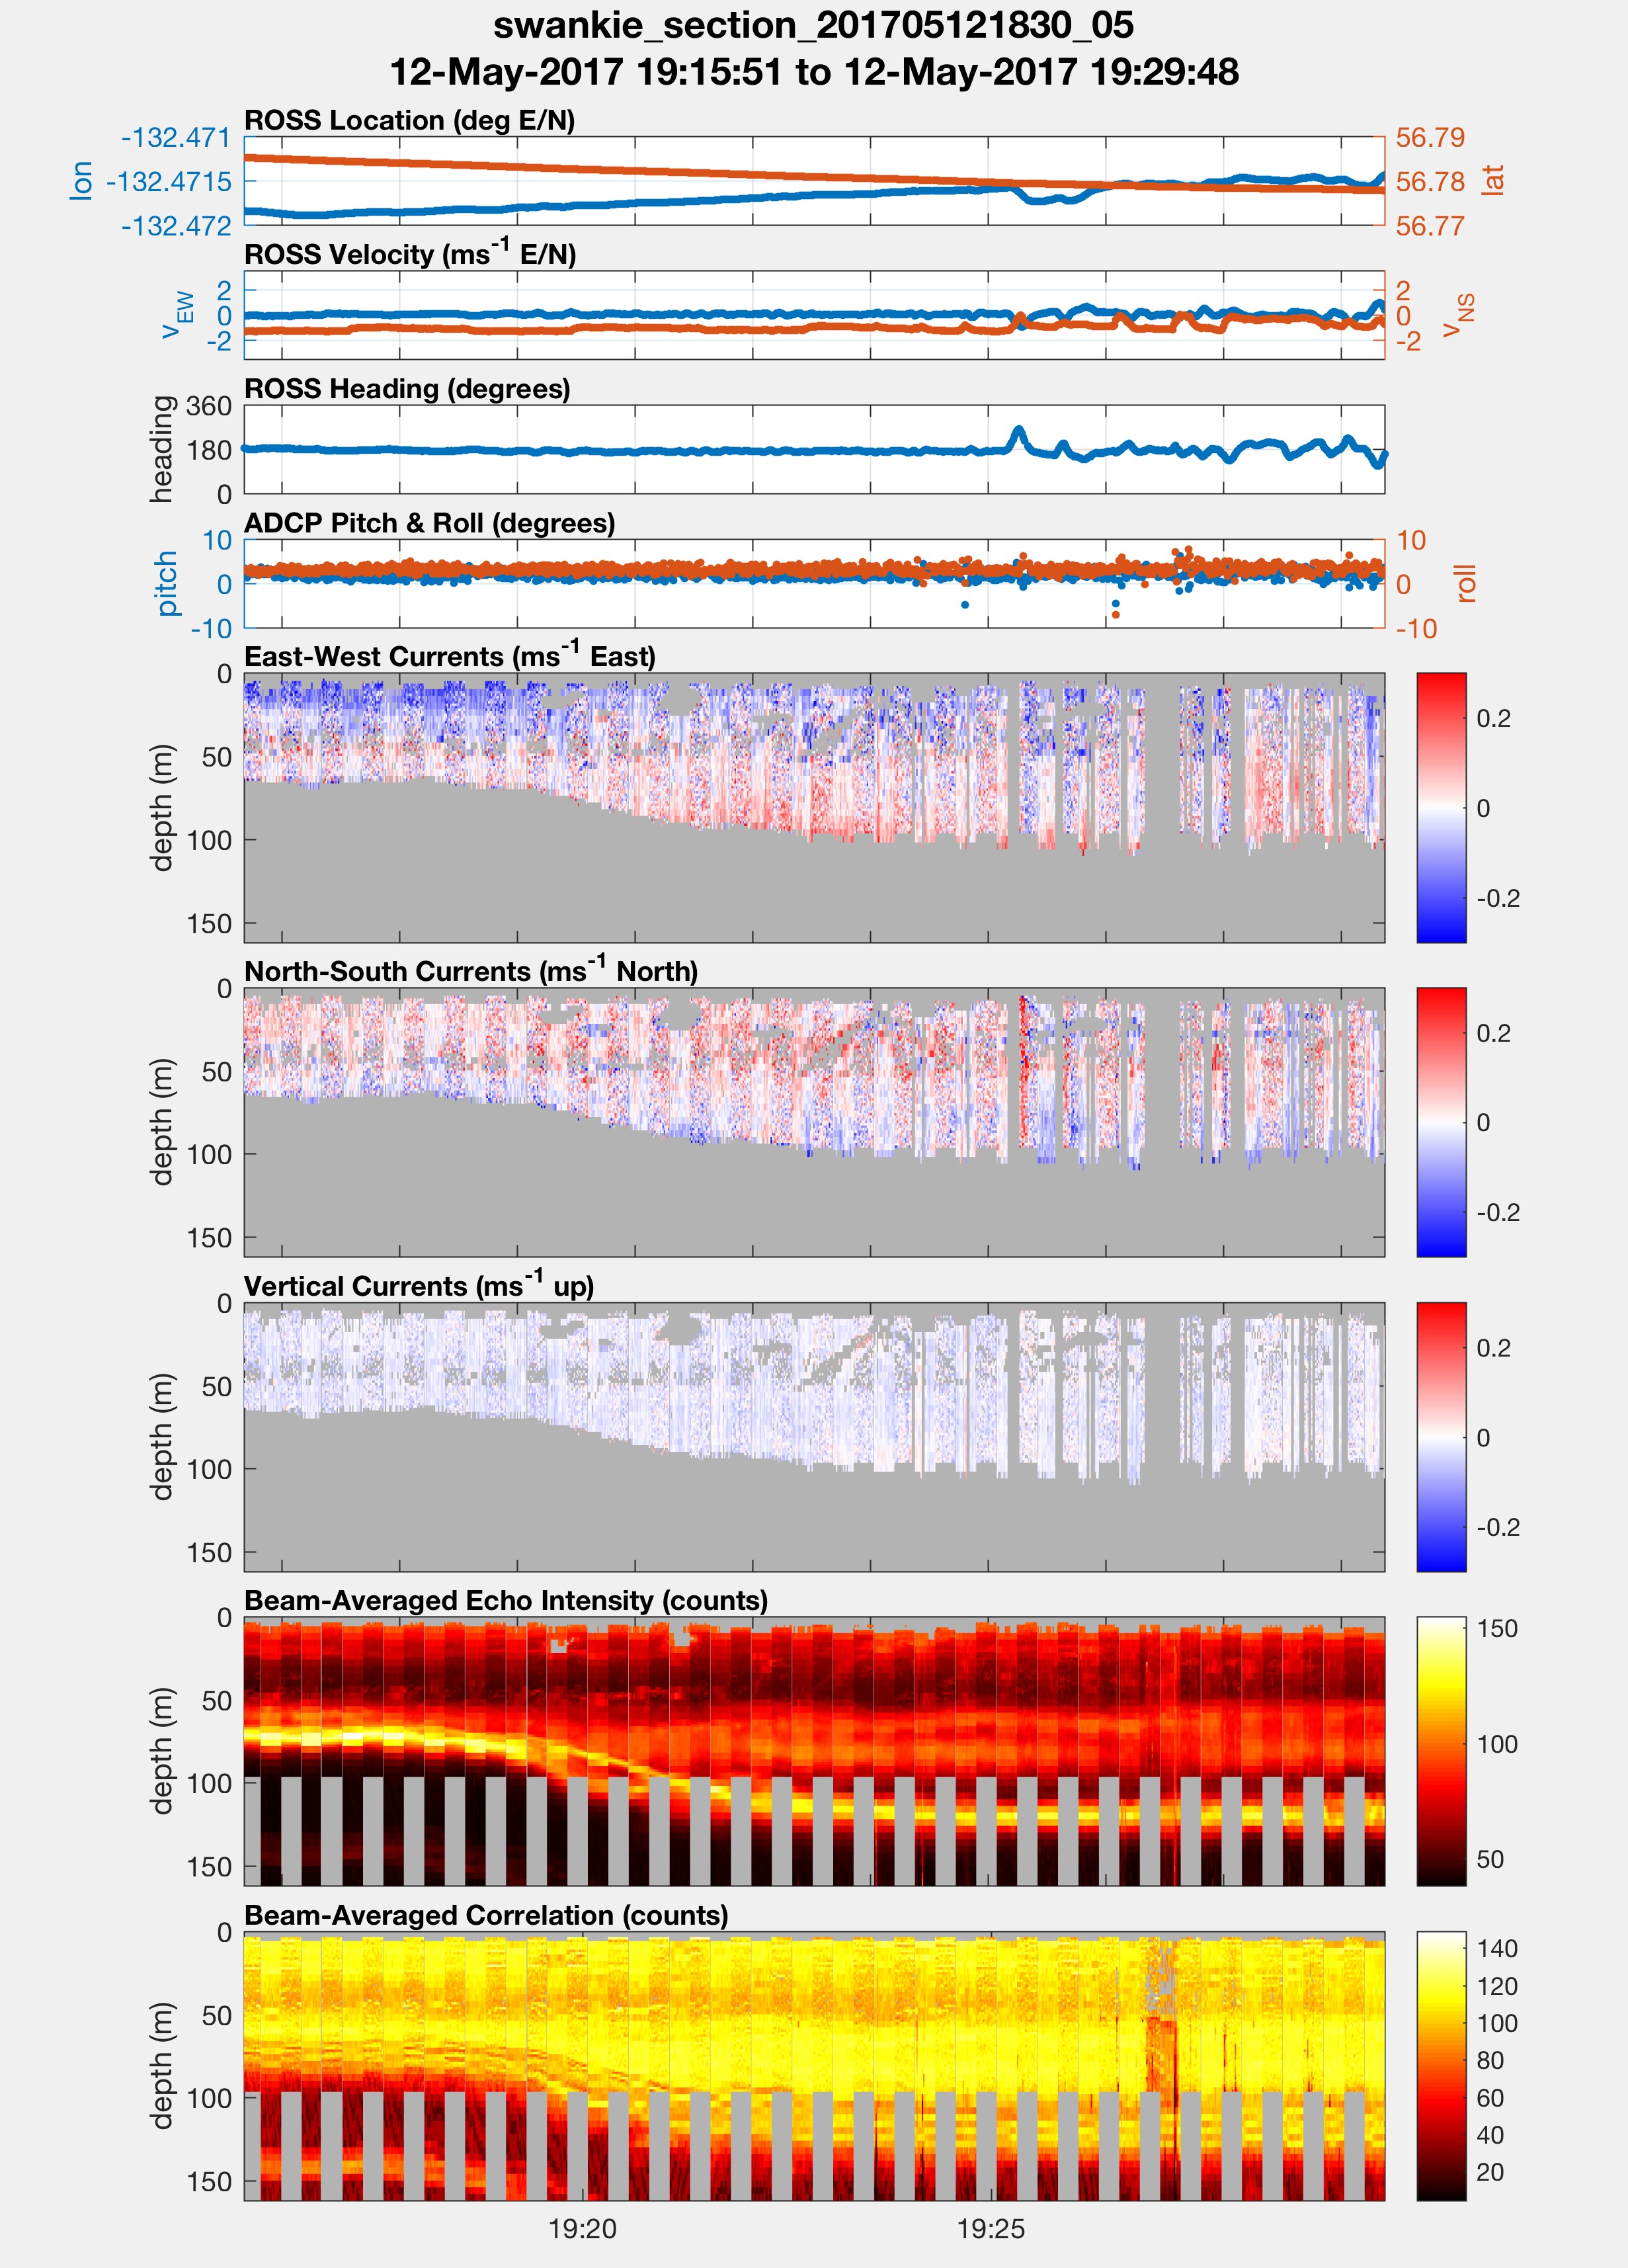 swankie_section_201705121830_05
12-May-2017 19:15:51 to 12-May-2017 19:29:48
ROSS Location (deg E/N)
-132.471
-132.4715
-132.472
lon
56.79
56.78
56.77
lat
ROSS Velocity (ms-1 E/N)
2
0
-2
vEW
2
0
-2
vNS
ROSS Heading (degrees)
360
180
0
heading
ADCP Pitch & Roll (degrees)
10
0
-10
pitch
10
0
-10
roll
East-West Currents (ms-1 East)
0
50
100
150
depth (m)
0.2
0
-0.2
North-South Currents (ms-1 North)
0
50
100
150
depth (m)
0.2
0
-0.2
Vertical Currents (ms-1 up)
0
50
100
150
depth (m)
0.2
0
-0.2
Beam-Averaged Echo Intensity (counts)
0
50
100
150
depth (m)
150
100
50
Beam-Averaged Correlation (counts)
0
50
100
150
depth (m)
140
120
100
80
60
40
20
19:20
19:25